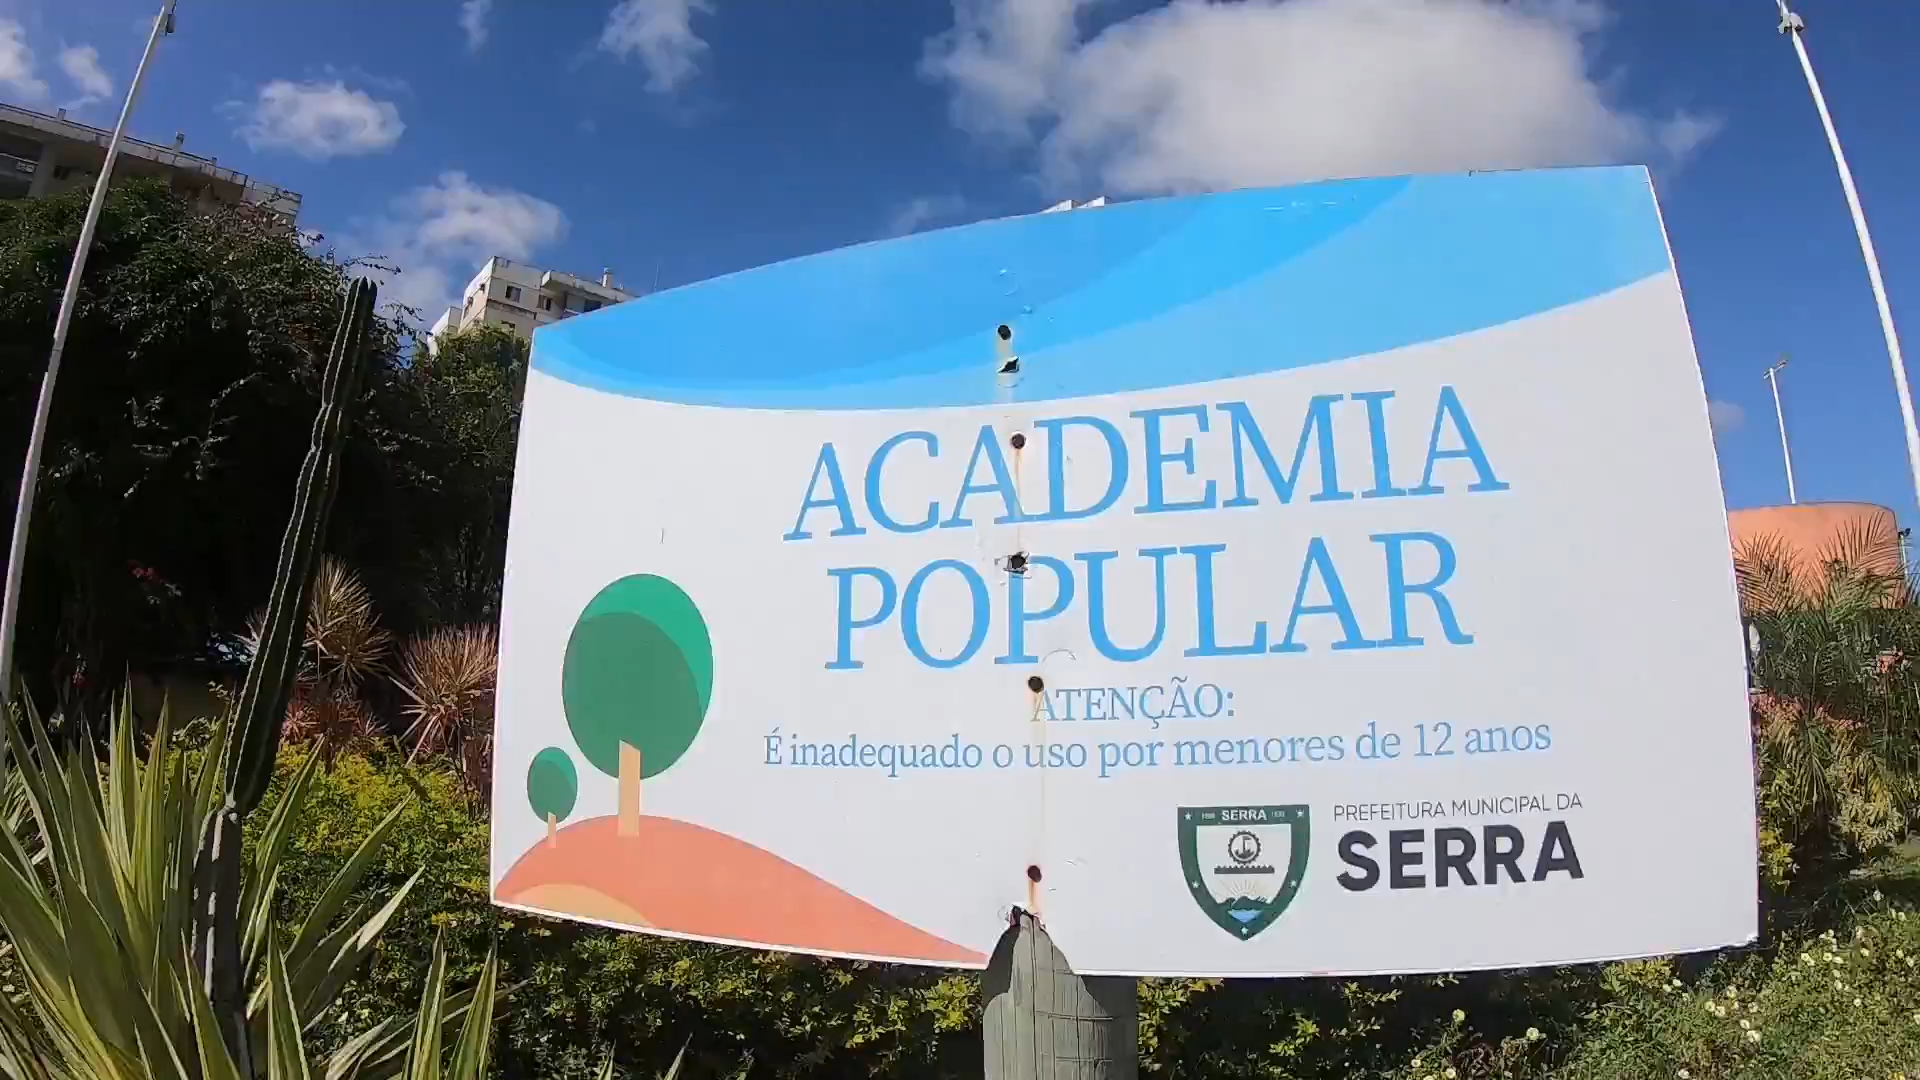 ACADEMIA
POPULAR
ATENÇÃO:
É inadequado o uso por menores de 12 anos
SERRA
PREFEITURA MUNICIPAL DA
SERRA